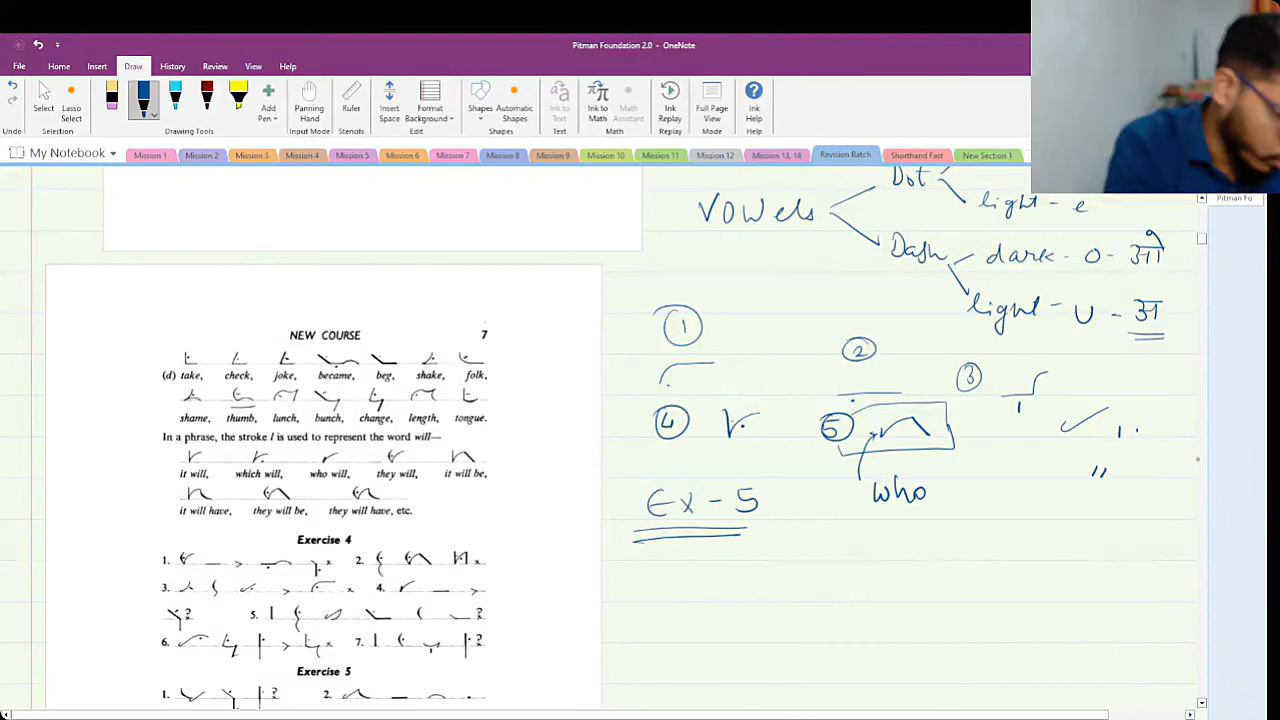 Pitman Foundation 2.0 - OneNote
File Home Insert Draw History Review View Help
Undo Select Lasso Select Add Pen Panning Hand Ruler Insert Space Format Background Shapes Automatic Shapes Ink to Text Ink to Math Math Assistant Ink Replay Full Page View Ink Help
Undo Selection Drawing Tools Input Mode Stencils Edit Shapes Text Math Replay Mode Help
My Notebook Mission 1 Mission 2 Mission 3 Mission 4 Mission 5 Mission 6 Mission 7 Mission 8 Mission 9 Mission 10 Mission 11 Mission 12 Mission 13, 14 Revision Batch Shorthand Fast New Section 1
Pitman Fo
Dot
light - e
Vowels
Dash dark - o - ओ
light - u - अ
1
2
3
4
5
who
Ex - 5
NEW COURSE 7
(d) take, check, joke, became, beg, shake, folk,
shame, thumb, lunch, bunch, change, length, tongue.
In a phrase, the stroke l is used to represent the word will—
it will, which will, who will, they will, it will be,
it will have, they will be, they will have, etc.
Exercise 4
1. 2.
3. 4.
5.
6. 7.
Exercise 5
1. 2.